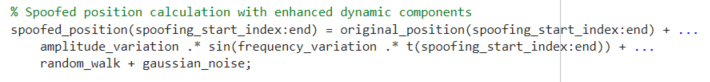 % Spoofed position calculation with enhanced dynamic components
spoofed_position(spoofing_start_index:end) = original_position(spoofing_start_index:end) + ...
amplitude_variation .* sin(frequency_variation .* t(spoofing_start_index:end)) + ...
random_walk + gaussian_noise;